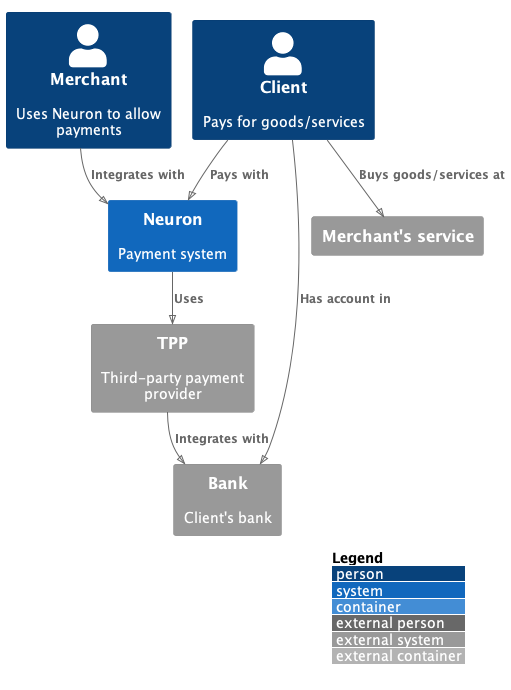 Merchant
Uses Neuron to allow
payments
Client
Pays for goods/services
Integrates with
Pays with
Buys goods/services at
Neuron
Payment system
Merchant's service
Uses
Has account in
TPP
Third-party payment
provider
Integrates with
Bank
Client's bank
Legend
person
system
container
external person
external system
external container